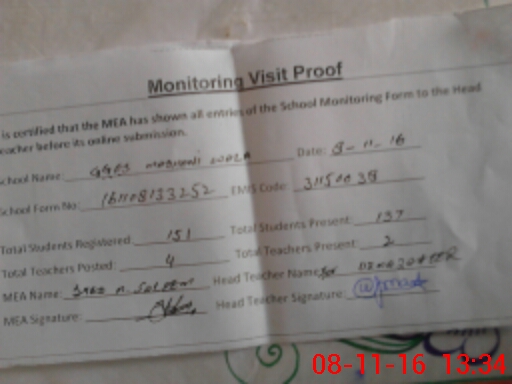 Monitoring Visit Proof
is certified that the MEA has shown all entries of the School Monitoring Form to the Head
eacher before its online submission.
School Name: GGES Date: 8-11-16
School Form No: 161108133252 EMIS Code: 31150038
Total Students Registered: 151 Total Students Present: 137
Total Teachers Posted: 4 Total Teachers Present: 2
MEA Name: Head Teacher Name:
MEA Signature: Head Teacher Signature:
08-11-16 13:34